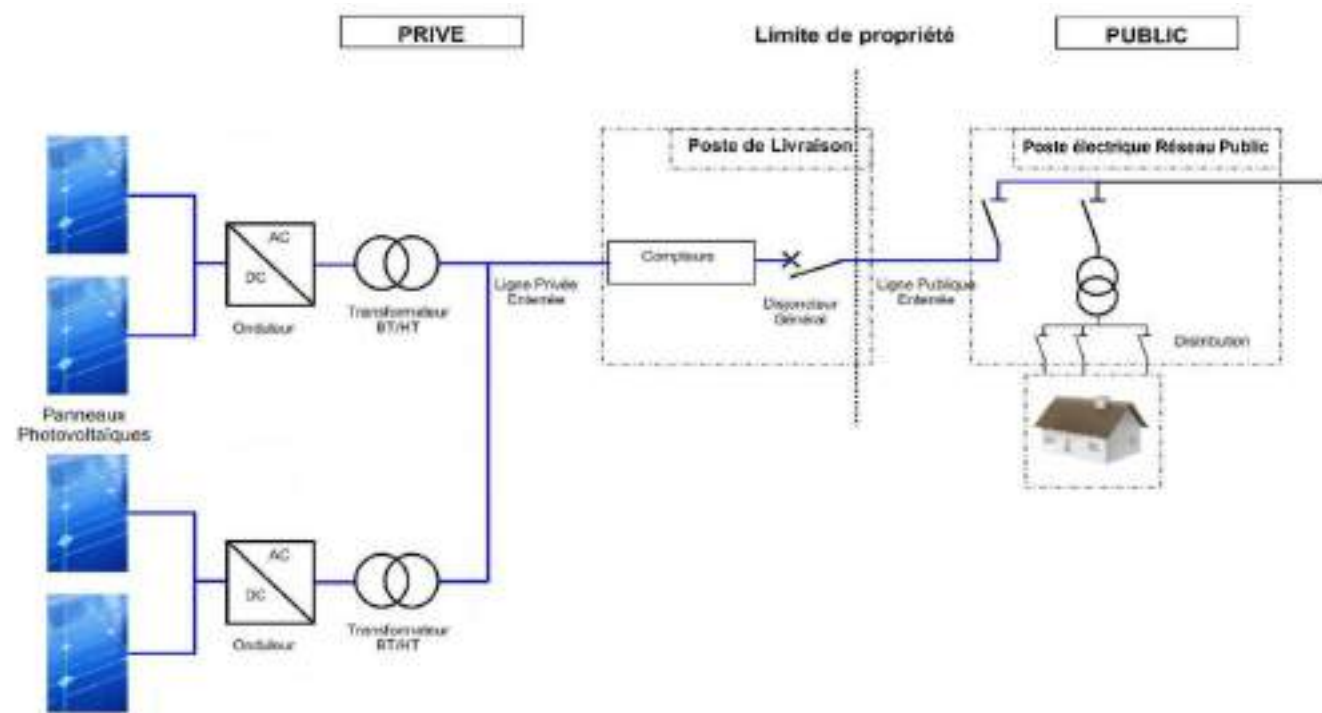 PRIVE
Limite de propriété
PUBLIC
Poste de Livraison
Poste électrique Réseau Public
AC
DC
Onduleur
Transformateur
BT/HT
Ligne Privée
Enterrée
Compteurs
Disjoncteur
Général
Ligne Publique
Enterrée
Distribution
Panneaux
Photovoltaïques
AC
DC
Onduleur
Transformateur
BT/HT